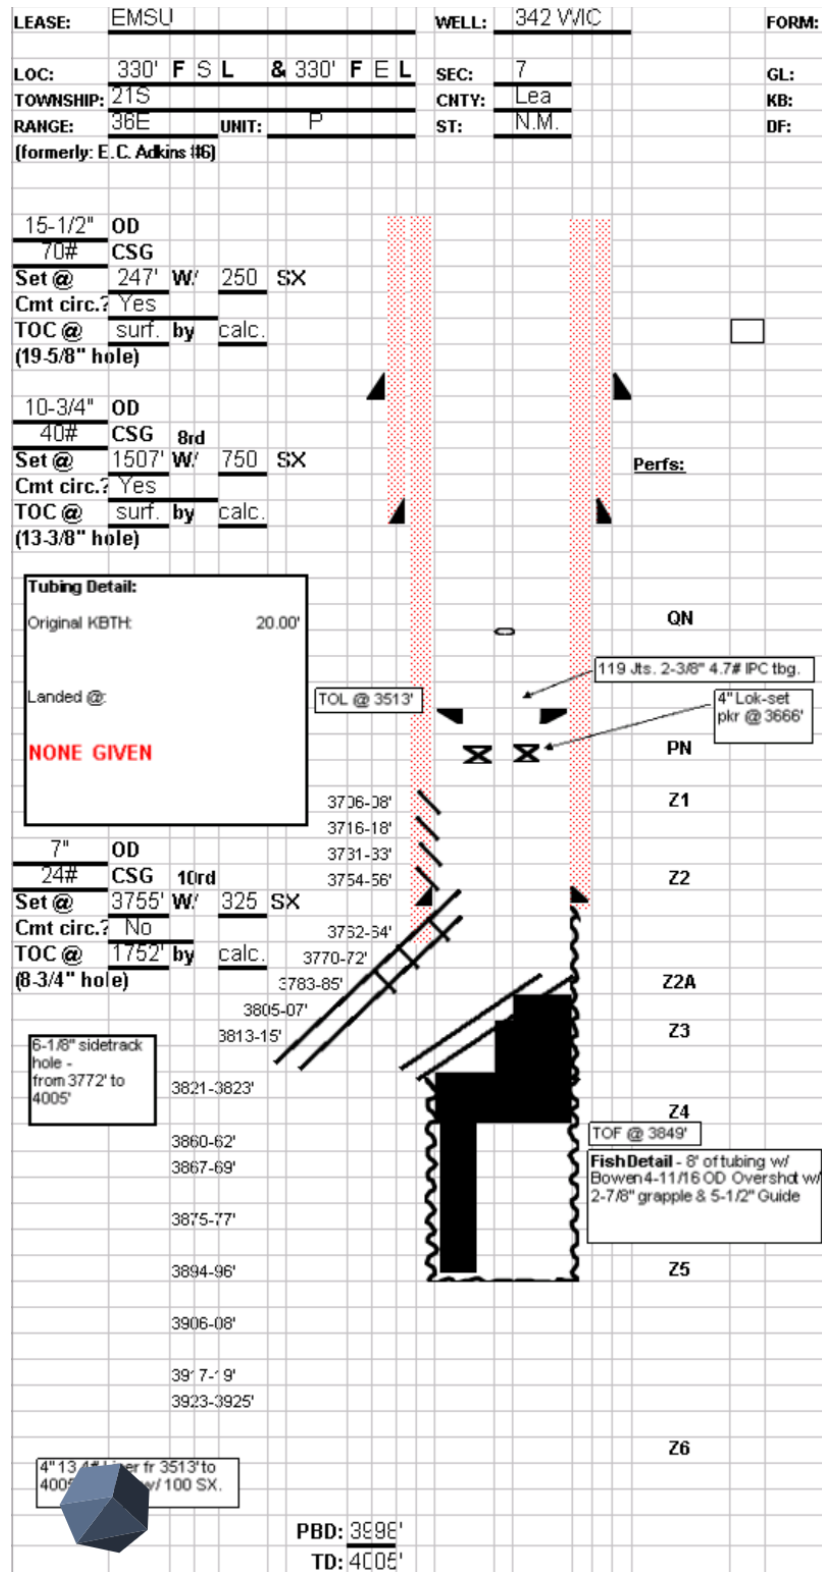 LEASE: EMSU WELL: 342 WIC FORM:
LOC: 330' F S L & 330' F E L SEC: 7 GL:
TOWNSHIP: 21S CNTY: Lea KB:
RANGE: 36E UNIT: P ST: N.M. DF:
(formerly: E. C. Adkins #6)
15-1/2" OD
70# CSG
Set @ 247' W/ 250 SX
Cmt circ.? Yes
TOC @ surf. by calc.
(19-5/8" hole)
10-3/4" OD
40# CSG 8rd
Set @ 1507' W/ 750 SX
Perfs:
Cmt circ.? Yes
TOC @ surf. by calc.
(13-3/8" hole)
Tubing Detail:
Original KBTH: 20.00'
Landed @:
NONE GIVEN
QN
119 Jts. 2-3/8" 4.7# IPC tbg.
TOL @ 3513'
4" Lok-set
pkr @ 3666'
PN
3706-08' Z1
3716-18'
3731-33'
3754-56' Z2
7" OD
24# CSG 10rd
Set @ 3755' W/ 325 SX
Cmt circ.? No
TOC @ 1752' by calc.
(8-3/4" hole)
3762-64'
3770-72'
3783-85' Z2A
3805-07'
3813-15' Z3
6-1/8" sidetrack
hole -
from 3772' to
4005'
3821-3823'
Z4
TOF @ 3849'
3860-62'
3867-69'
Fish Detail - 8' of tubing w/
Bowen 4-11/16 OD Overshot w/
2-7/8" grapple & 5-1/2" Guide
3875-77'
3894-96' Z5
3906-08'
3917-19'
3923-3925'
Z6
4" 13.4# fr 3513' to
w/ 100 SX.
PBD: 3998'
TD: 4005'